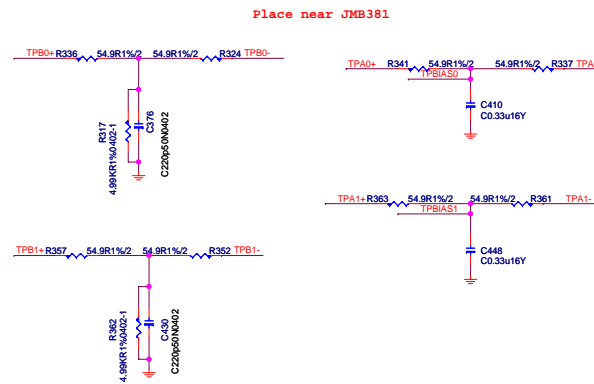 Place near JMB381
TPB0+ R336 54.9R1%/2 54.9R1%/2 R324 TPB0-
TPA0+ R341 54.9R1%/2 54.9R1%/2 R337 TPA
TPBIAS0
R317
4.99KR1%0402-1
C376
C220p50N0402
C410
C0.33u16Y
TPA1+ R363 54.9R1%/2 54.9R1%/2 R361 TPA1-
TPBIAS1
TPB1+ R357 54.9R1%/2 54.9R1%/2 R352 TPB1-
C448
C0.33u16Y
R362
4.99KR1%0402-1
C430
C220p50N0402